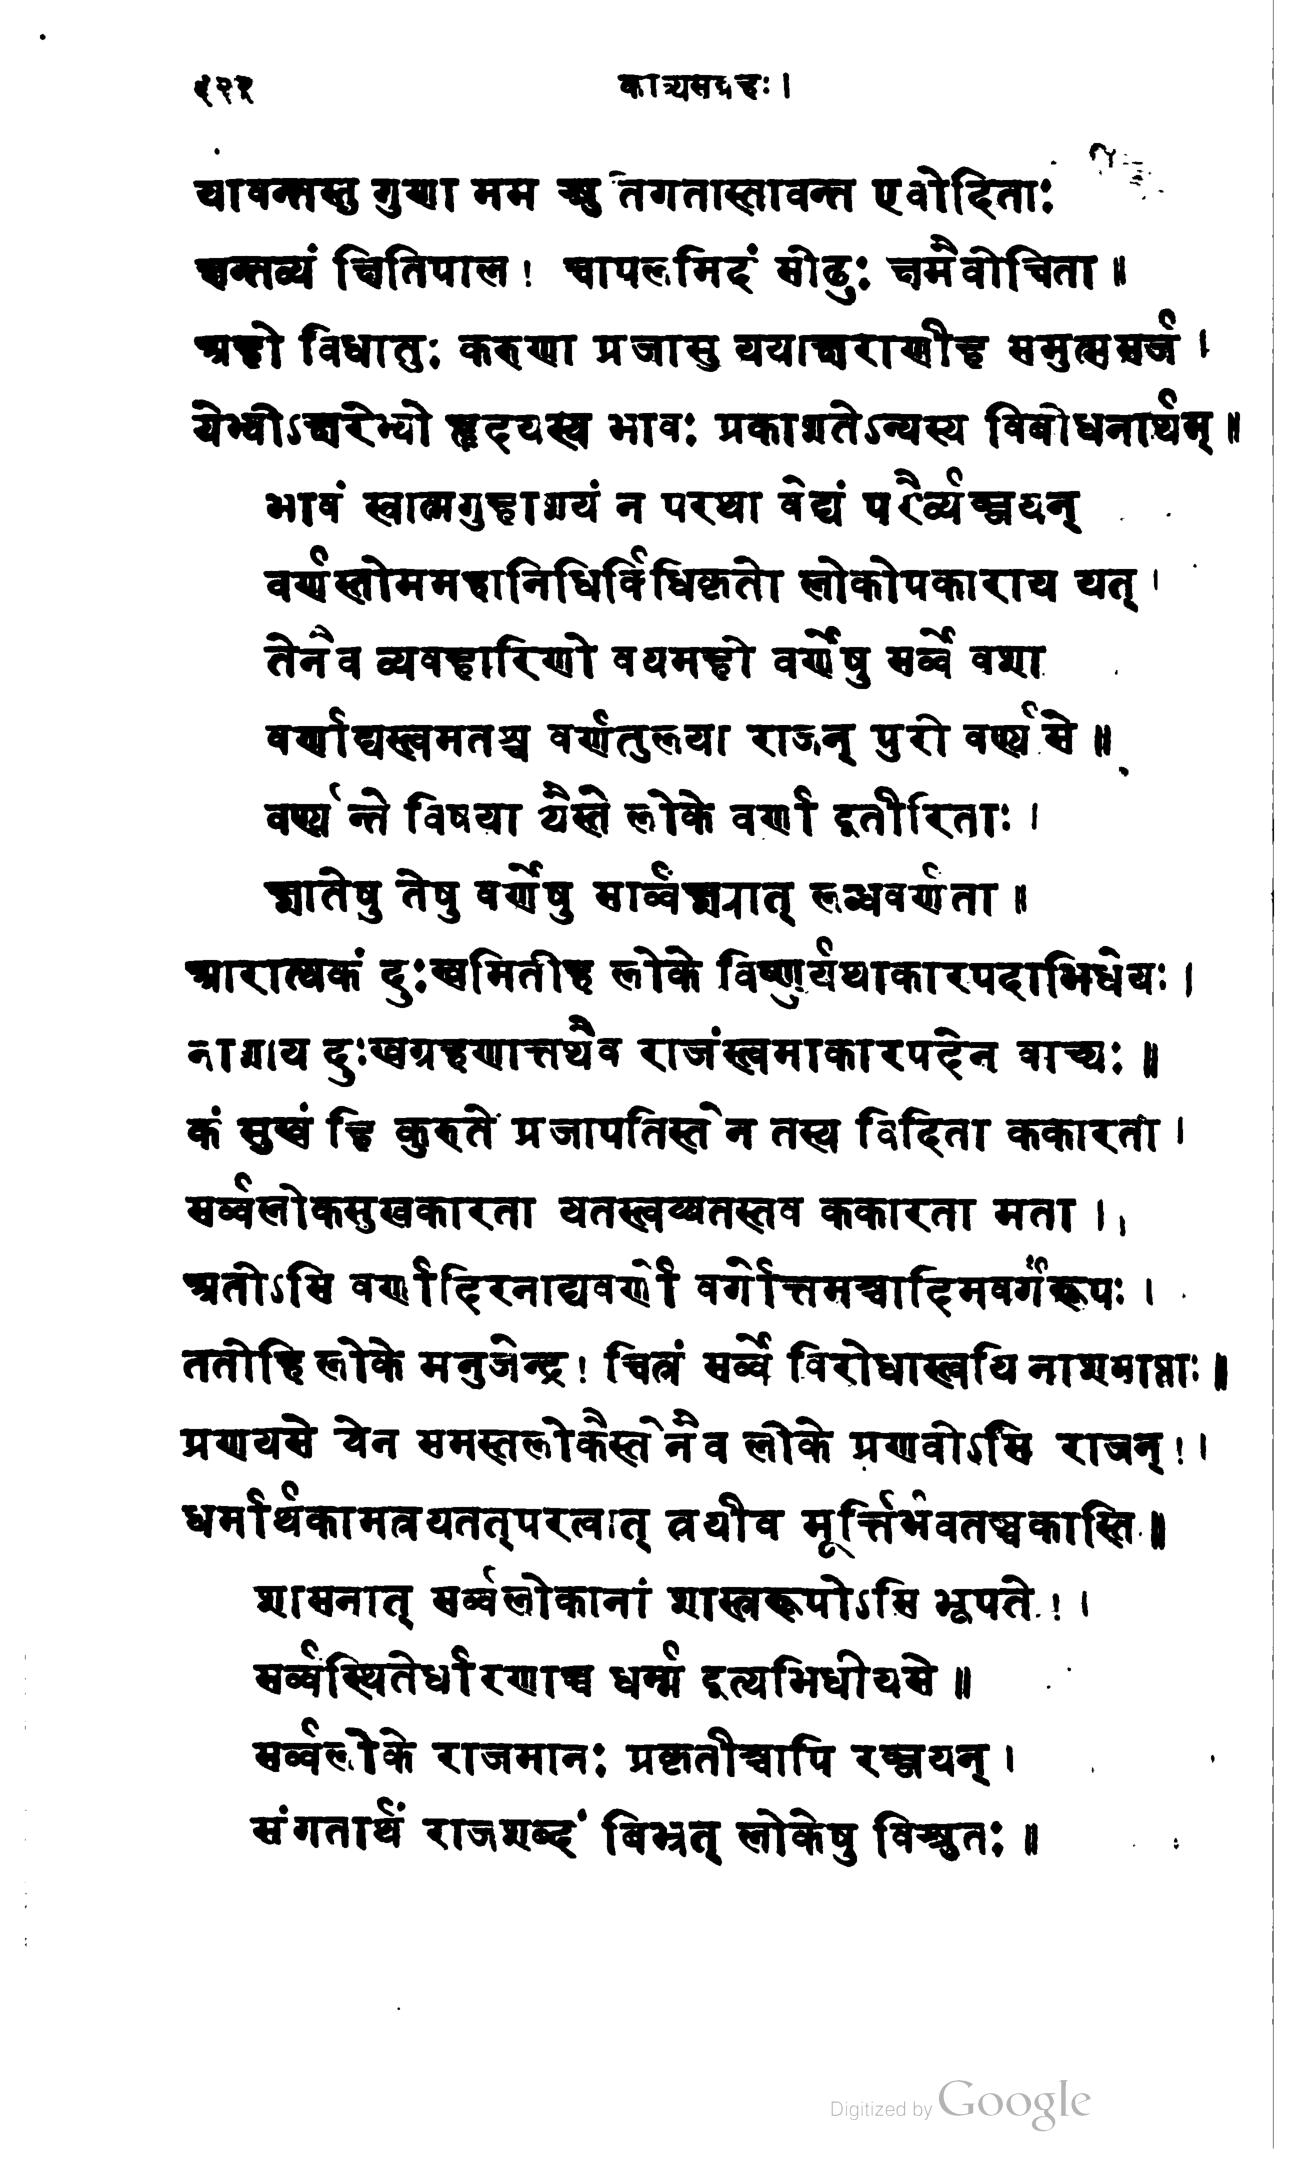 काव्यसंग्रहः।
यावन्तस्तु गुणा मम श्रुतिगतास्तावन्त एवोदिताः
क्षन्तव्यं क्षितिपाल! चापलमिदं सोढुः क्षमैवोचिता॥
अहो विधातुः करुणा प्रजासु ययाक्षराणीह समुत्ससर्ज।
येभ्योऽक्षरेभ्यो हृदयस्थ भावः प्रकाशतेऽन्यस्य विबोधनार्थम्॥
भावं स्वात्मगुहाशयं न परथा वेद्यं परैर्व्यञ्जयन्
वर्णस्तोममहानिधिर्विधिकृतो लोकोपकाराय यत्।
तेनैव व्यवहारिणो वयमहो वर्णेषु सर्व्वे वशा
वर्णाद्यस्त्वमतश्च वर्णतुलया राजन् पुरो वर्ण्यसे॥
वर्ण्यन्ते विषया यैस्ते लोके वर्णा इतीरिताः।
ज्ञातेषु तेषु वर्णेषु सार्व्वज्ञ्यात् लब्धवर्णता॥
आरात्मकं दुःखमितीह लोके विष्णुर्यथाकारपदाभिधेयः।
नाशाय दुःखग्रहणात्तथैव राजंस्त्वमाकारपदेन वाच्यः॥
कं सुखं हि कुरुते प्रजापतिस्तेन तस्य विदिता ककारता।
सर्व्वलोकसुखकारता यतस्त्वय्यतस्तव ककारता मता।।
अतोऽसि वर्णादिरनाद्यवर्णो वर्गोत्तमश्चादिमवर्गरूपः।
ततोहि लोके मनुजेन्द्र! चित्रं सर्व्वे विरोधास्त्वयि नाशमाप्ताः॥
प्रणयसे येन समस्तलोकैस्तेनैव लोके प्रणवोऽसि राजन्!।
धर्मार्थकामत्रयतत्परत्वात् त्रयीव मूर्त्तिर्भवतश्चकास्ति॥
शासनात् सर्व्वलोकानां शास्त्ररूपोऽसि भूपते!।
सर्व्वस्थितेर्धारणाच्च धर्म्म इत्यभिधीयसे॥
सर्व्वलोके राजमानः प्रकृतीश्चापि रञ्जयन्।
संगतार्थं राजशब्दं बिभ्रत् लोकेषु विश्रुतः॥
Digitized by Google